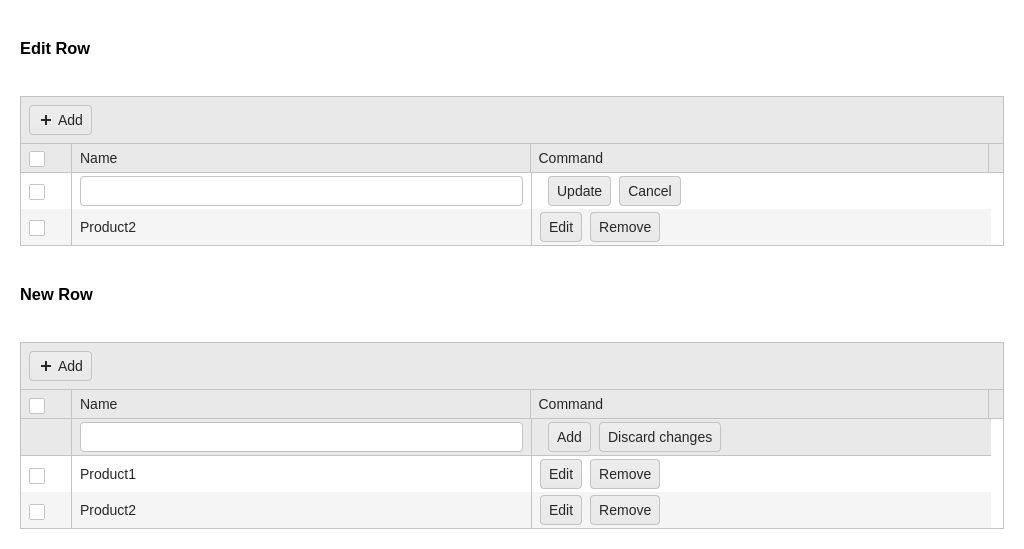 Edit Row
Add
Name Command
Update Cancel
Product2 Edit Remove
New Row
Add
Name Command
Add Discard changes
Product1 Edit Remove
Product2 Edit Remove